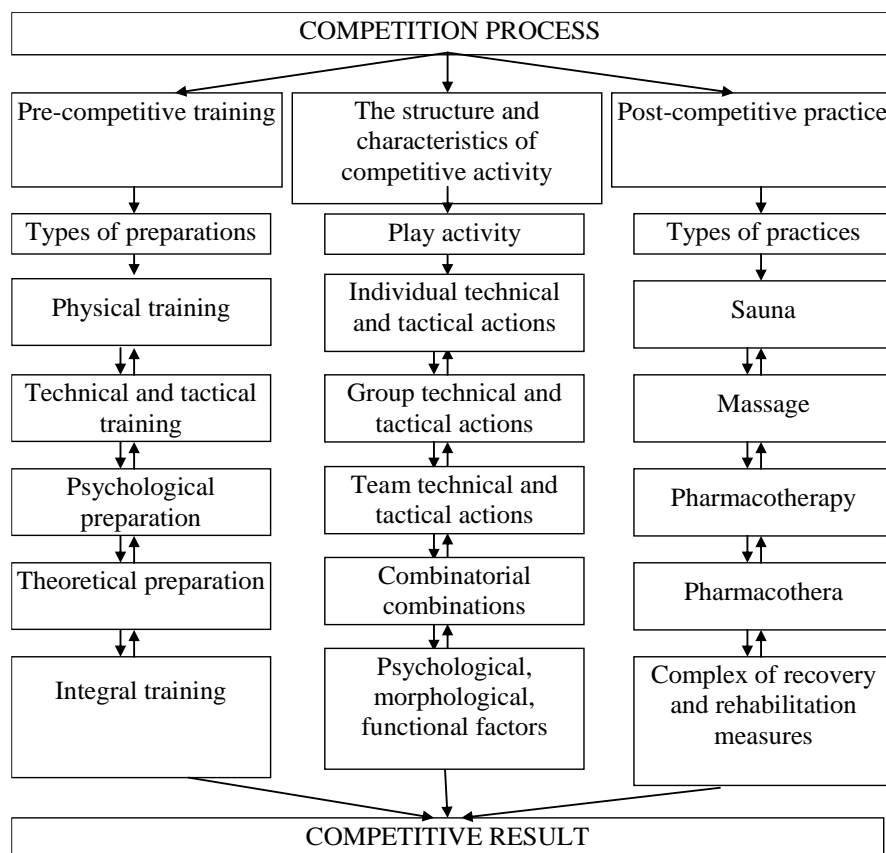 COMPETITION PROCESS
Pre-competitive training
The structure and
characteristics of
competitive activity
Post-competitive practice
Types of preparations
Play activity
Types of practices
Physical training
Individual technical
and tactical actions
Sauna
Technical and tactical
training
Group technical and
tactical actions
Massage
Psychological
preparation
Team technical and
tactical actions
Pharmacotherapy
Theoretical preparation
Combinatorial
combinations
Pharmacothera
Integral training
Psychological,
morphological,
functional factors
Complex of recovery
and rehabilitation
measures
COMPETITIVE RESULT